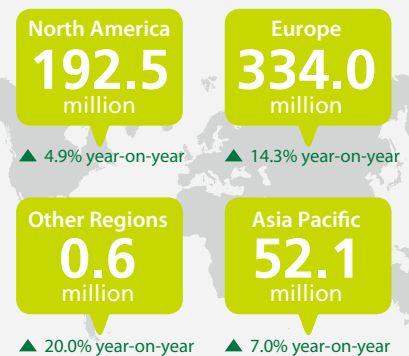 North America
192.5
million
▲ 4.9% year-on-year
Europe
334.0
million
▲ 14.3% year-on-year
Other Regions
0.6
million
▲ 20.0% year-on-year
Asia Pacific
52.1
million
▲ 7.0% year-on-year